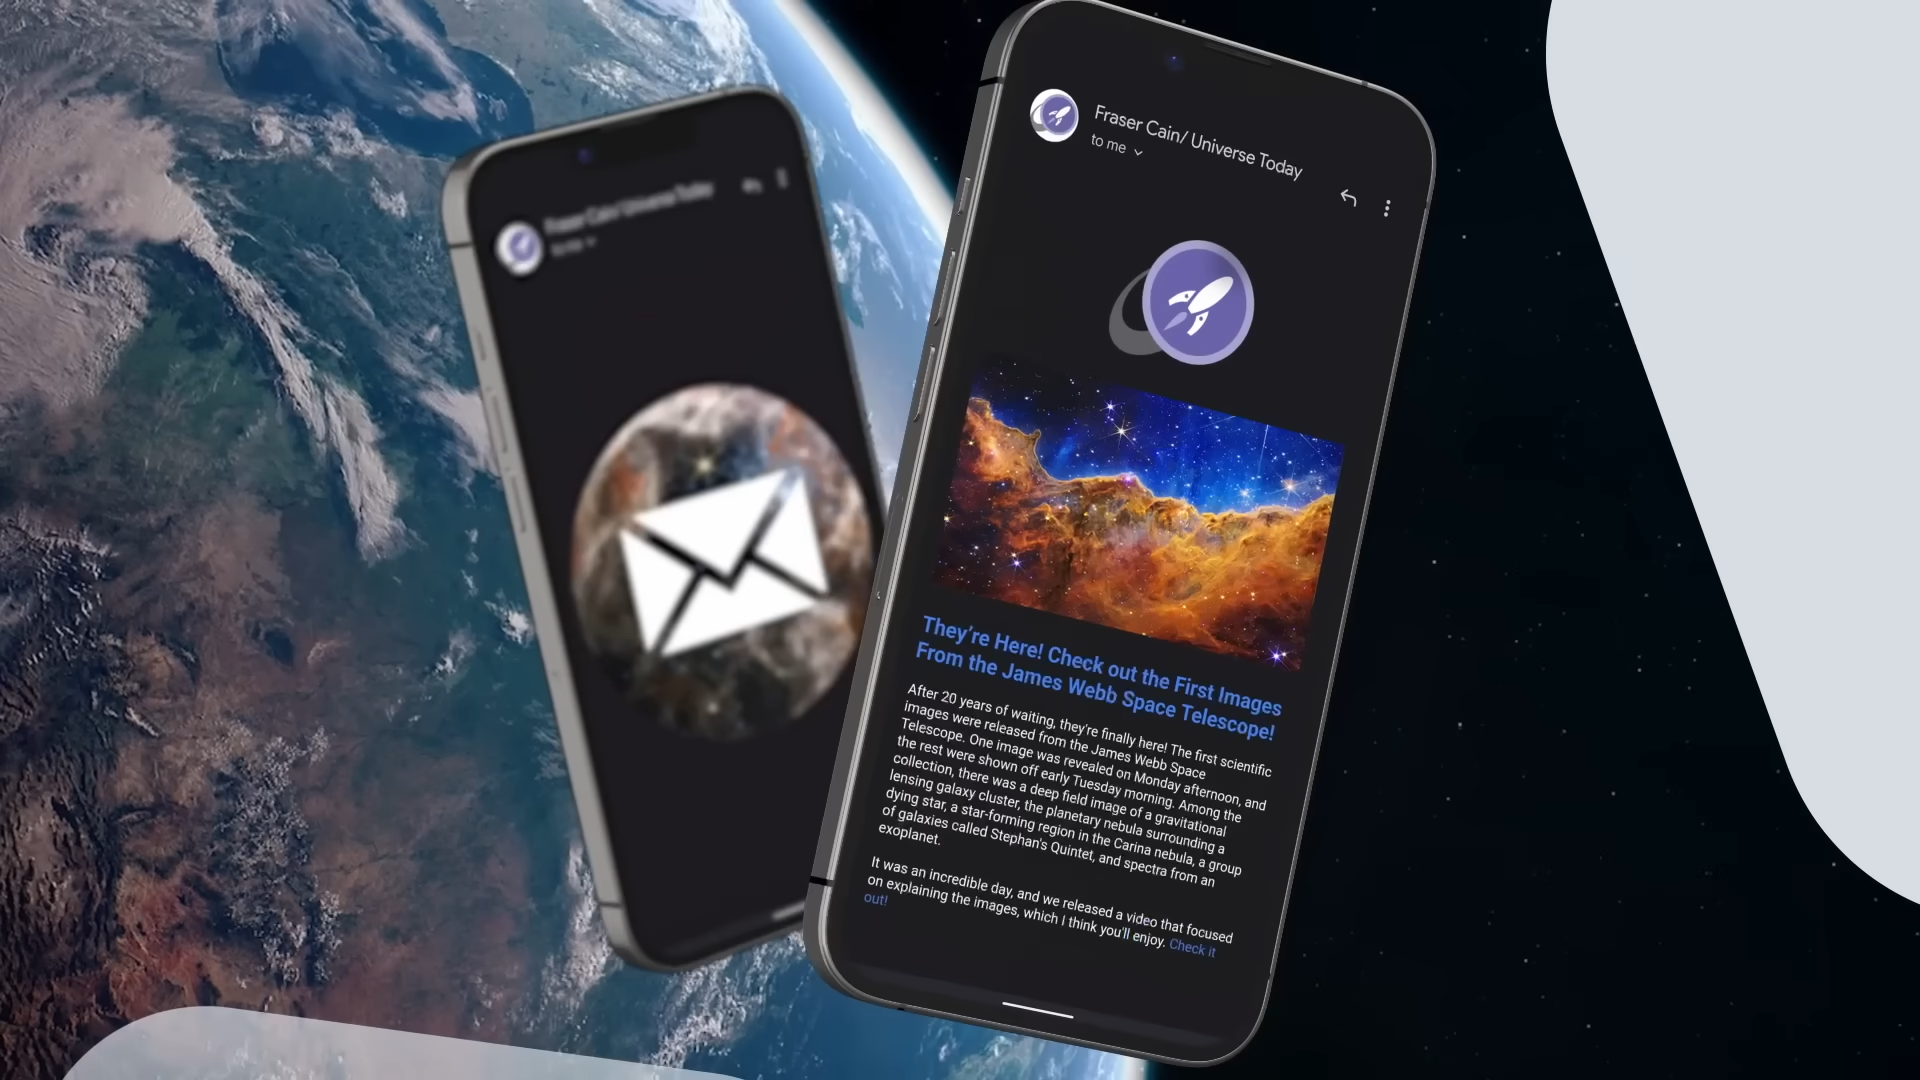 Fraser Cain/ Universe Today
to me
Fraser Cain/ Universe Today
to me
They're Here! Check out the First Images
From the James Webb Space Telescope!
After 20 years of waiting, they're finally here! The first scientific
images were released from the James Webb Space
Telescope. One image was revealed on Monday afternoon, and
the rest were shown off early Tuesday morning. Among the
collection, there was a deep field image of a gravitational
lensing galaxy cluster, the planetary nebula surrounding a
dying star, a star-forming region in the Carina nebula, a group
of galaxies called Stephan's Quintet, and spectra from an
exoplanet.
It was an incredible day, and we released a video that focused
on explaining the images, which I think you'll enjoy. Check it
out!